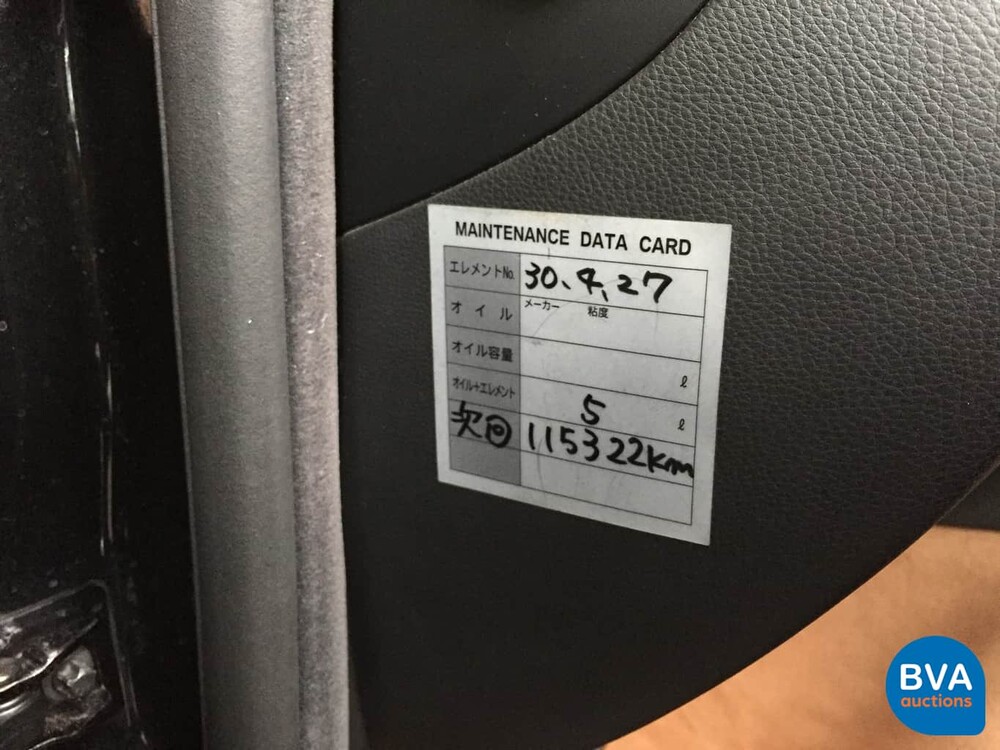 MAINTENANCE DATA CARD
エレメントNo. 30、4、27
オイル メーカー 粘度
オイル容量 ℓ
オイル+エレメント 5 ℓ
次回 115322km
BVA
auctions